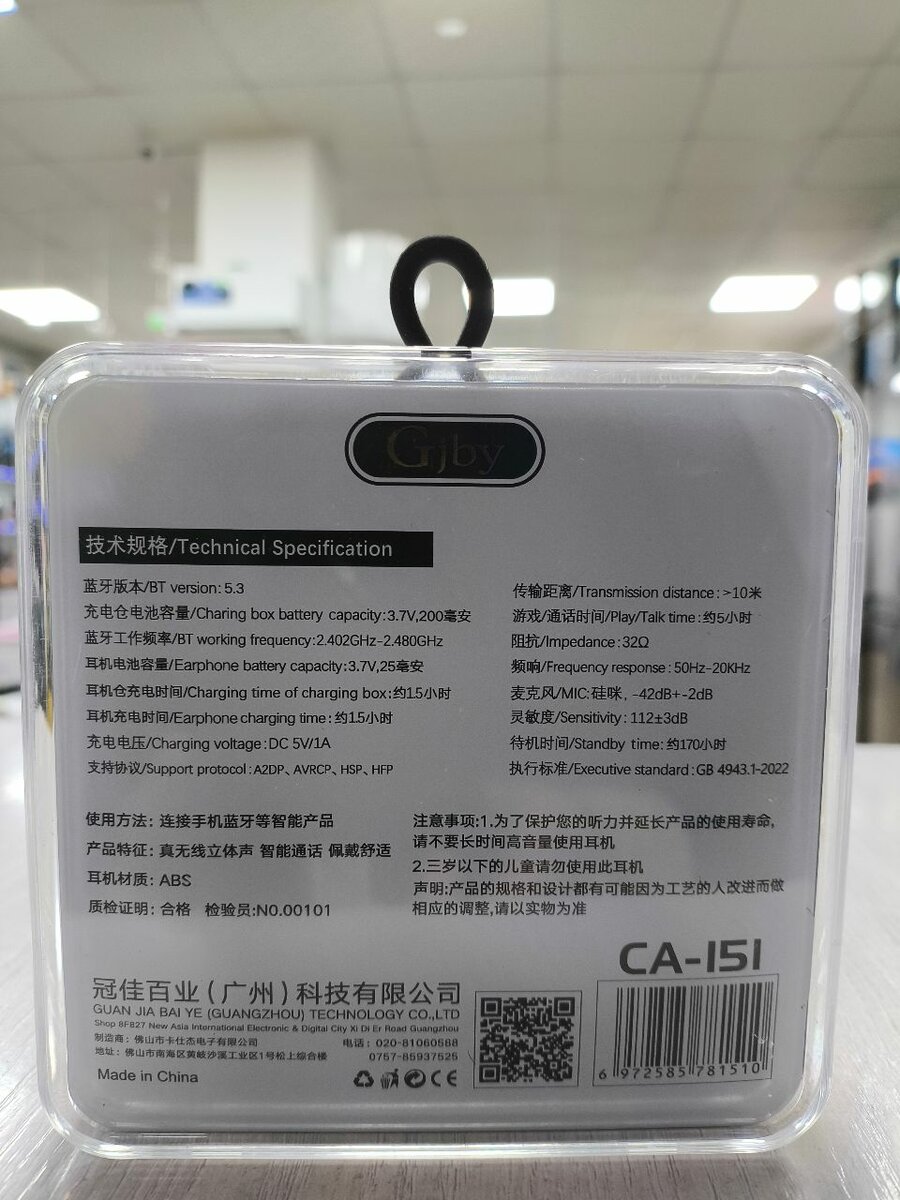 Gjby
技术规格/Technical Specification
蓝牙版本/BT version: 5.3
充电仓电池容量/Charing box battery capacity:3.7V,200毫安
蓝牙工作频率/BT working frequency:2.402GHz-2.480GHz
耳机电池容量/Earphone battery capacity:3.7V,25毫安
耳机仓充电时间/Charging time of charging box:约1.5小时
耳机充电时间/Earphone charging time: 约1.5小时
充电电压/Charging voltage:DC 5V/1A
支持协议/Support protocol:A2DP、AVRCP、HSP、HFP
传输距离/Transmission distance:>10米
游戏/通话时间/Play/Talk time:约5小时
阻抗/Impedance:32Ω
频响/Frequency response:50Hz-20KHz
麦克风/MIC:硅咪, -42dB+-2dB
灵敏度/Sensitivity: 112±3dB
待机时间/Standby time: 约170小时
执行标准/Executive standard:GB 4943.1-2022
使用方法: 连接手机蓝牙等智能产品
产品特征: 真无线立体声 智能通话 佩戴舒适
耳机材质: ABS
质检证明: 合格 检验员:N0.00101
注意事项:1.为了保护您的听力并延长产品的使用寿命,
请不要长时间高音量使用耳机
2.三岁以下的儿童请勿使用此耳机
声明:产品的规格和设计都有可能因为工艺的人改进而做
相应的调整,请以实物为准
CA-151
冠佳百业(广州)科技有限公司
GUAN JIA BAI YE (GUANGZHOU) TECHNOLOGY CO.,LTD
Shop 8F827 New Asia International Electronic & Digital City Xi Di Er Road Guangzhou
制造商: 佛山市卡仕杰电子有限公司 电话: 020-81060588
地址: 佛山市南海区黄岐沙溪工业区1号松上综合楼 0757-85937525
Made in China
CE
6 972585 781510